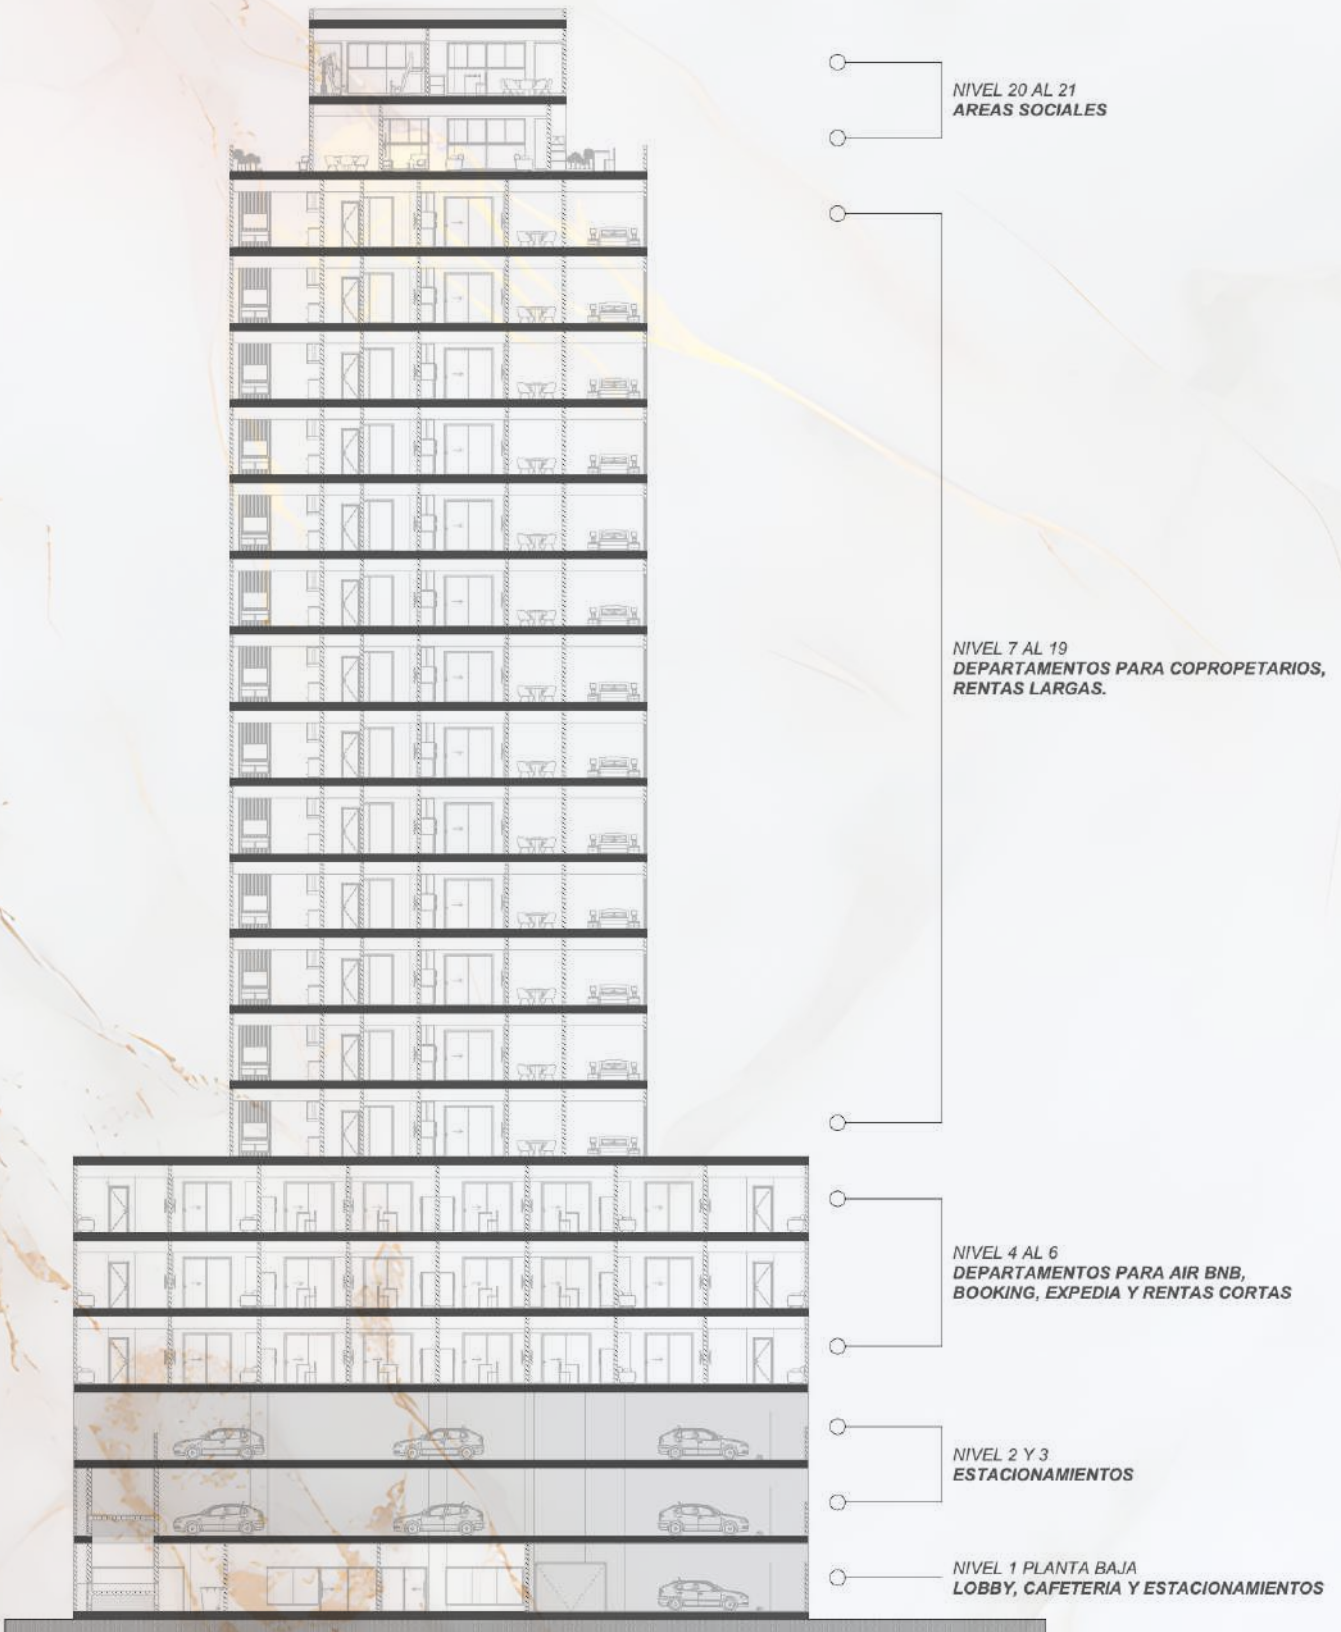 NIVEL 20 AL 21
AREAS SOCIALES
NIVEL 7 AL 19
DEPARTAMENTOS PARA COPROPETARIOS,
RENTAS LARGAS.
NIVEL 4 AL 6
DEPARTAMENTOS PARA AIR BNB,
BOOKING, EXPEDIA Y RENTAS CORTAS
NIVEL 2 Y 3
ESTACIONAMIENTOS
NIVEL 1 PLANTA BAJA
LOBBY, CAFETERIA Y ESTACIONAMIENTOS